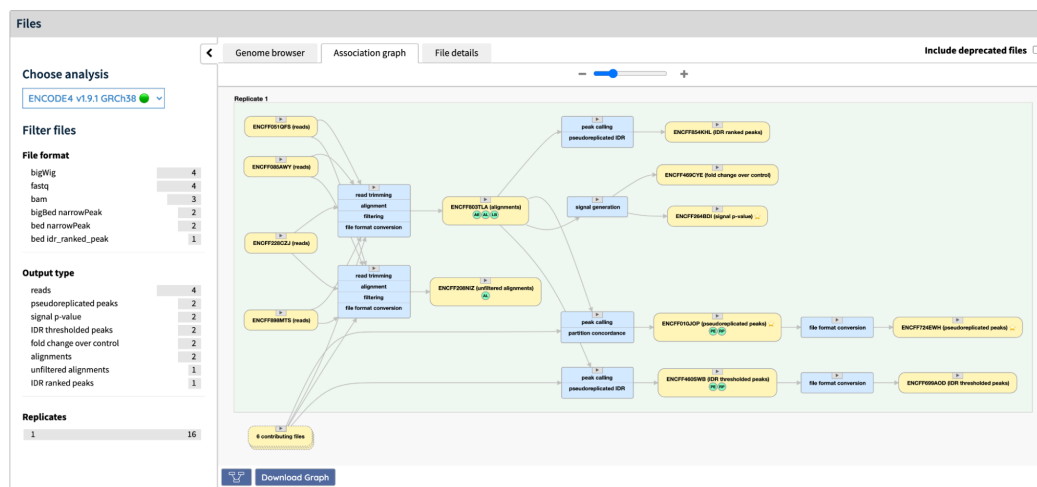 Files
Genome browser
Association graph
File details
Include deprecated files
Choose analysis
ENCODE4 v1.9.1 GRCh38
Filter files
File format
bigWig 4
fastq 4
bam 3
bigBed narrowPeak 2
bed narrowPeak 2
bed idr_ranked_peak 1
Output type
reads 4
pseudoreplicated peaks 2
signal p-value 2
IDR thresholded peaks 2
fold change over control 2
alignments 2
unfiltered alignments 1
IDR ranked peaks 1
Replicates
1 16
Replicate 1
ENCFF051QFS (reads)
ENCFF085AWY (reads)
ENCFF228CZJ (reads)
ENCFF898MTS (reads)
read trimming
alignment
filtering
file format conversion
read trimming
alignment
filtering
file format conversion
ENCFF603TLA (alignments)
AE AL LB
ENCFF208NIZ (unfiltered alignments)
AL
peak calling
pseudoreplicated IDR
ENCFF854KHL (IDR ranked peaks)
signal generation
ENCFF469CYE (fold change over control)
ENCFF264BDI (signal p-value)
peak calling
partition concordance
ENCFF010JOP (pseudoreplicated peaks)
PE RF
file format conversion
ENCFF724EWH (pseudoreplicated peaks)
peak calling
pseudoreplicated IDR
ENCFF460SWB (IDR thresholded peaks)
PE RF
file format conversion
ENCFF699AOD (IDR thresholded peaks)
6 contributing files
Download Graph